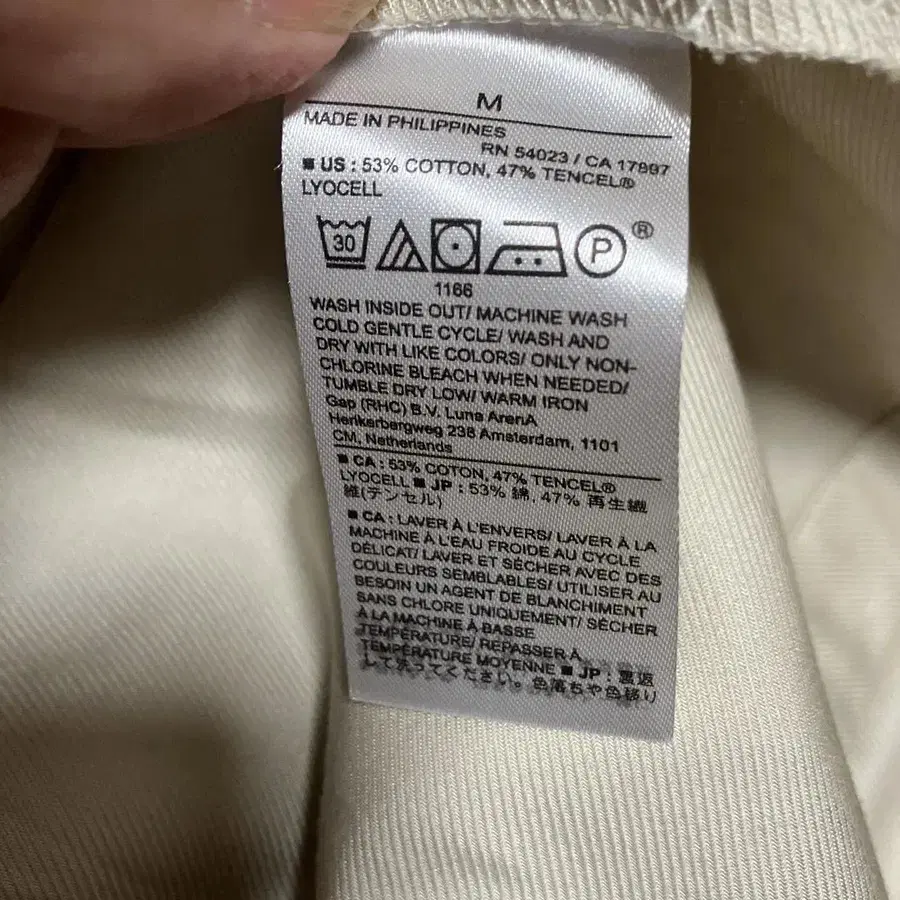 M
MADE IN PHILIPPINES
RN 54023 / CA 17897
■ US : 53% COTTON, 47% TENCEL®
LYOCELL
30 P ®
1166
WASH INSIDE OUT/ MACHINE WASH
COLD GENTLE CYCLE/ WASH AND
DRY WITH LIKE COLORS/ ONLY NON-
CHLORINE BLEACH WHEN NEEDED/
TUMBLE DRY LOW/ WARM IRON
Gap (RHC) B.V. Luna ArenA
Herikerbergweg 238 Amsterdam, 1101
CM, Netherlands
■ CA : 53% COTON, 47% TENCEL®
LYOCELL ■ JP : 53% 綿, 47% 再生繊
維(テンセル)
■ CA : LAVER À L'ENVERS/ LAVER À LA
MACHINE À L'EAU FROIDE AU CYCLE
DÉLICAT/ LAVER ET SÉCHER AVEC DES
COULEURS SEMBLABLES/ UTILISER AU
BESOIN UN AGENT DE BLANCHIMENT
SANS CHLORE UNIQUEMENT/ SÉCHER
À LA MACHINE À BASSE
TEMPÉRATURE/ REPASSER À
TEMPÉRATURE MOYENNE ■ JP : 裏返
して洗ってください。色落ちや色移り